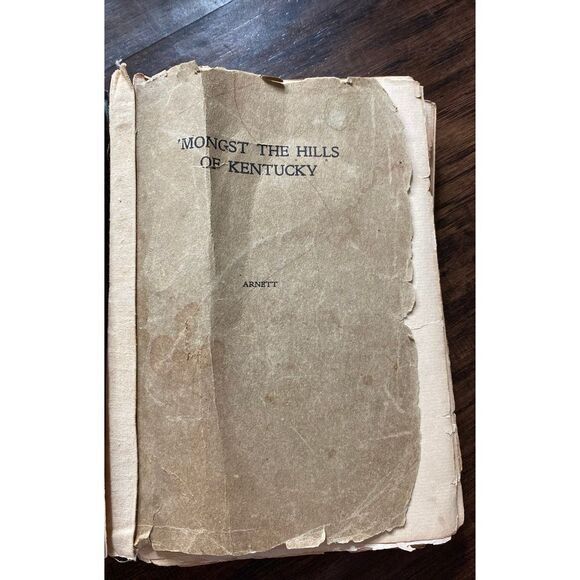 'MONGST THE HILLS
OF KENTUCKY
ARNETT